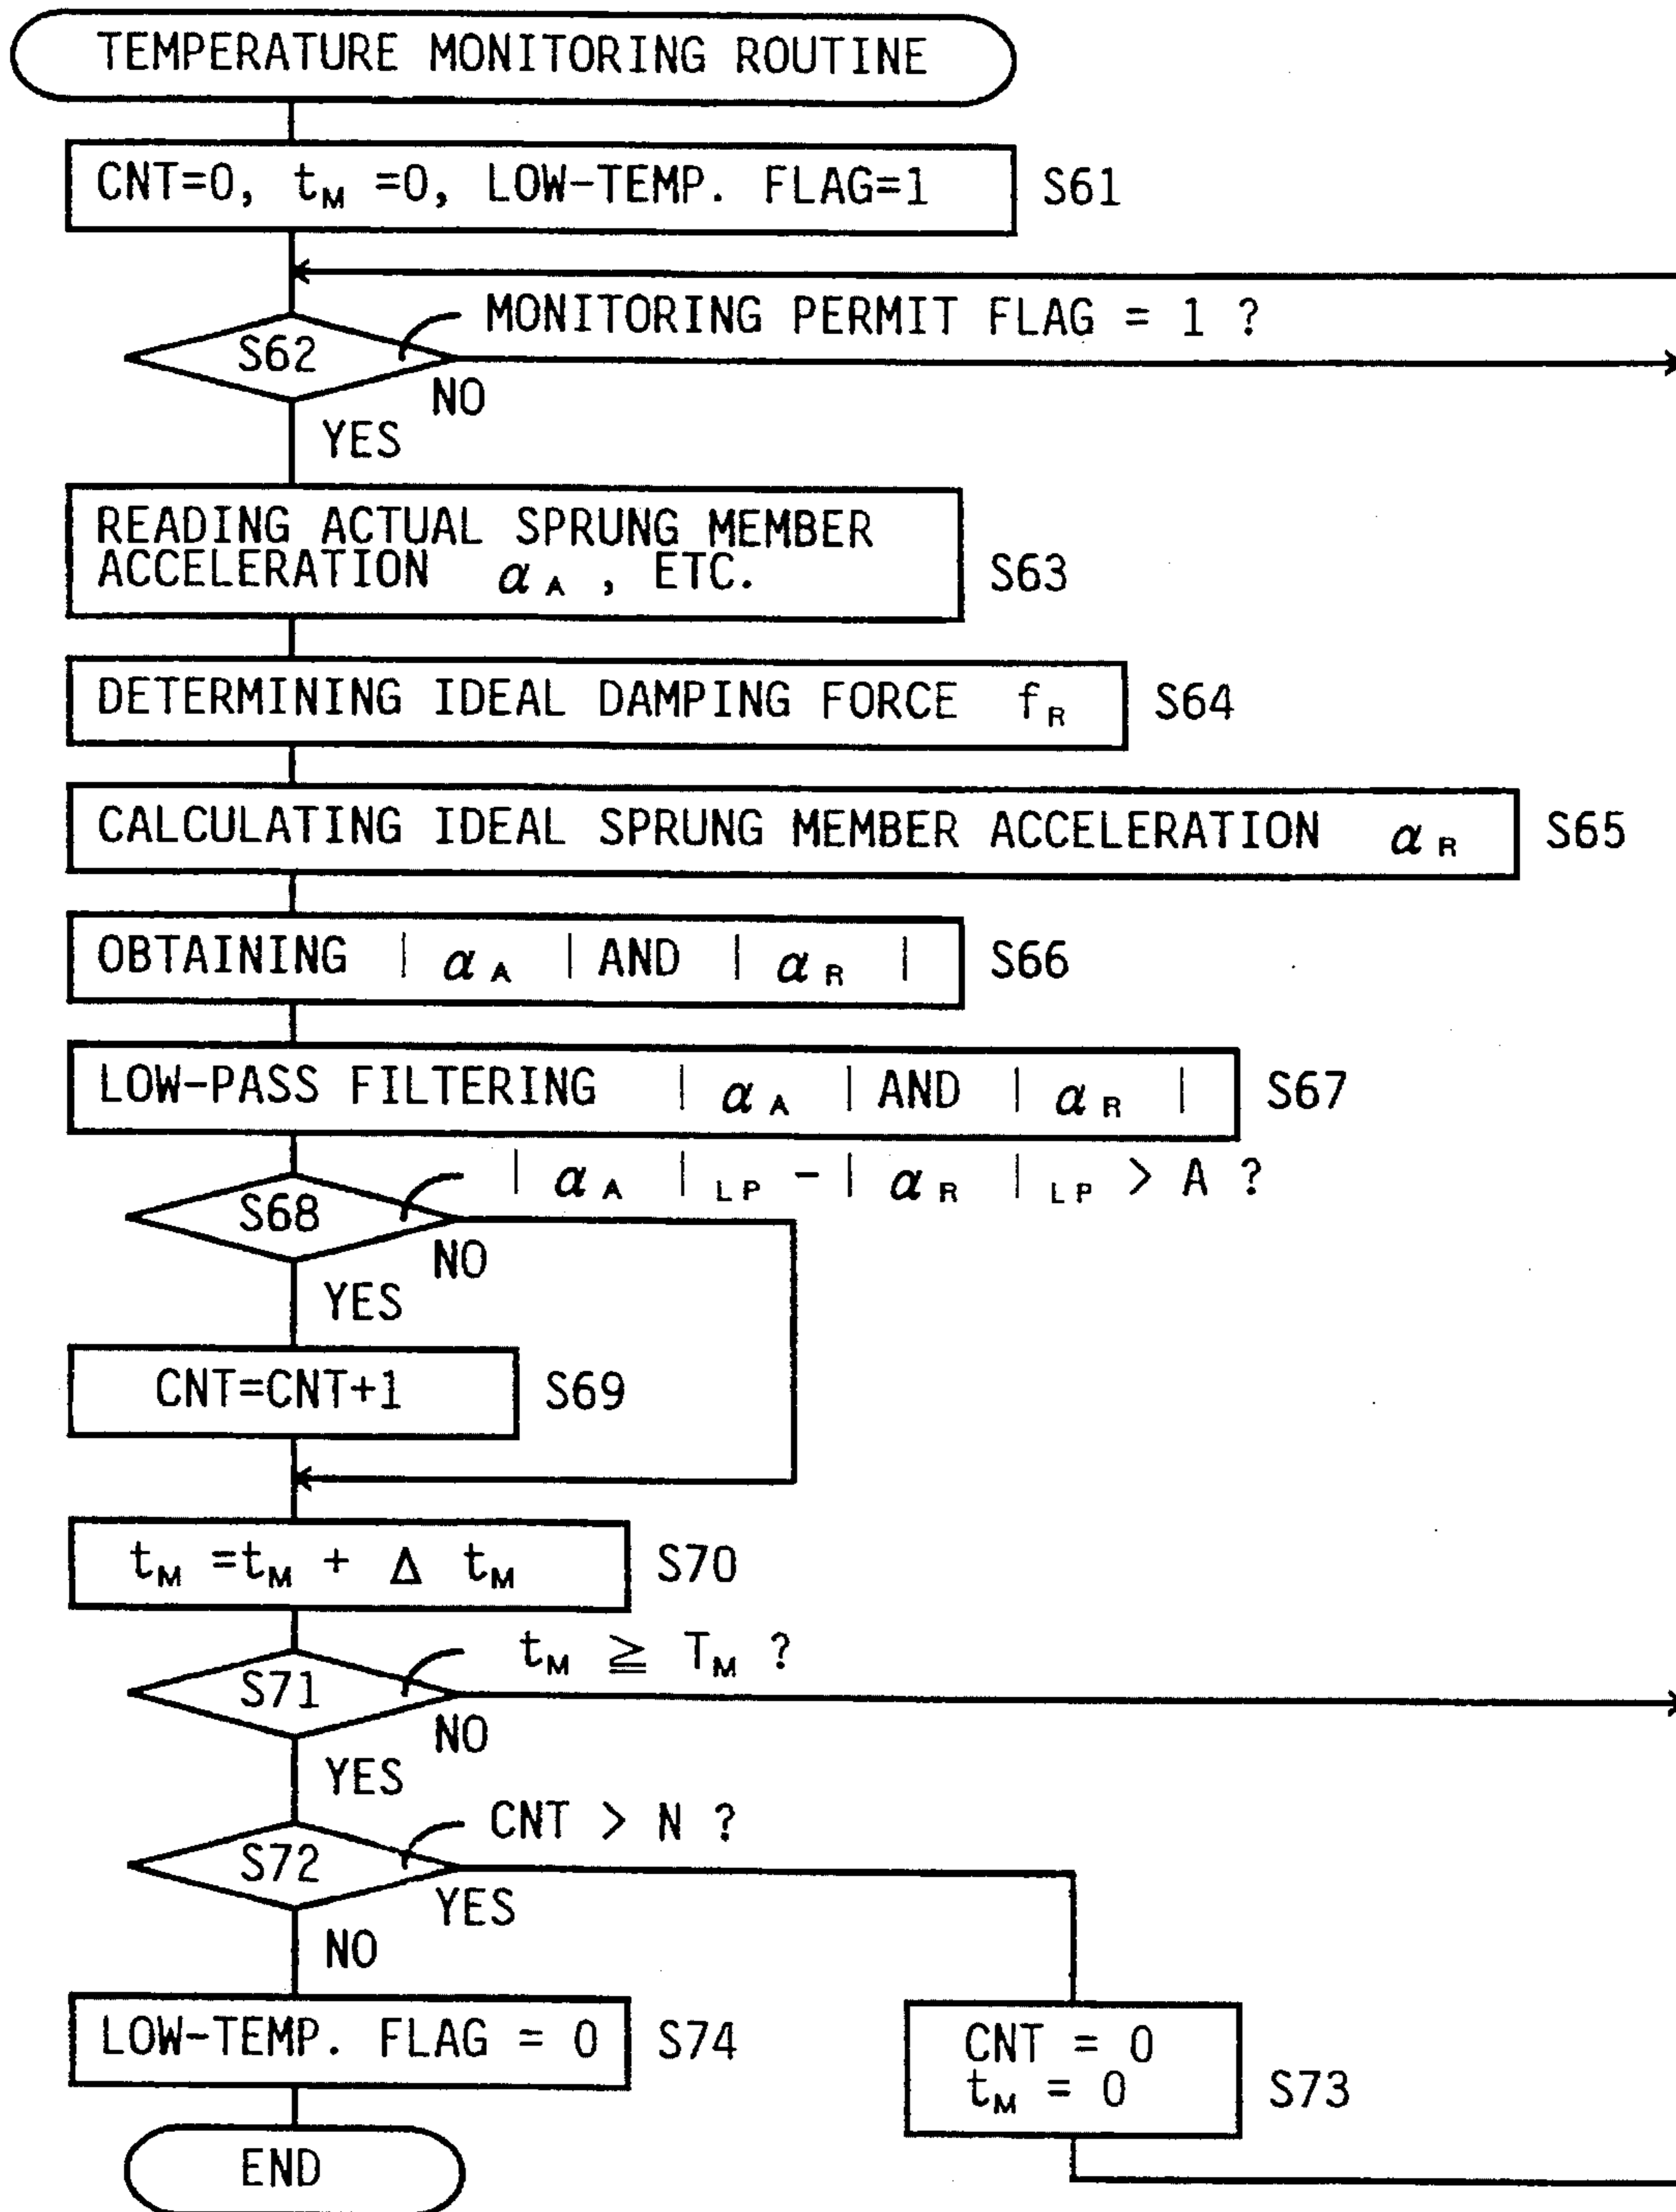 TEMPERATURE MONITORING ROUTINE
CNT=0, tM =0, LOW-TEMP. FLAG=1
S61
MONITORING PERMIT FLAG = 1 ?
S62
NO
YES
READING ACTUAL SPRUNG MEMBER
ACCELERATION αA , ETC.
S63
DETERMINING IDEAL DAMPING FORCE fR
S64
CALCULATING IDEAL SPRUNG MEMBER ACCELERATION αR
S65
OBTAINING | αA | AND | αR |
S66
LOW-PASS FILTERING | αA | AND | αR |
S67
| αA |LP - | αR |LP > A ?
S68
NO
YES
CNT=CNT+1
S69
tM =tM + Δ tM
S70
tM ≧ TM ?
S71
NO
YES
CNT > N ?
S72
YES
NO
LOW-TEMP. FLAG = 0
S74
CNT = 0
tM = 0
S73
END